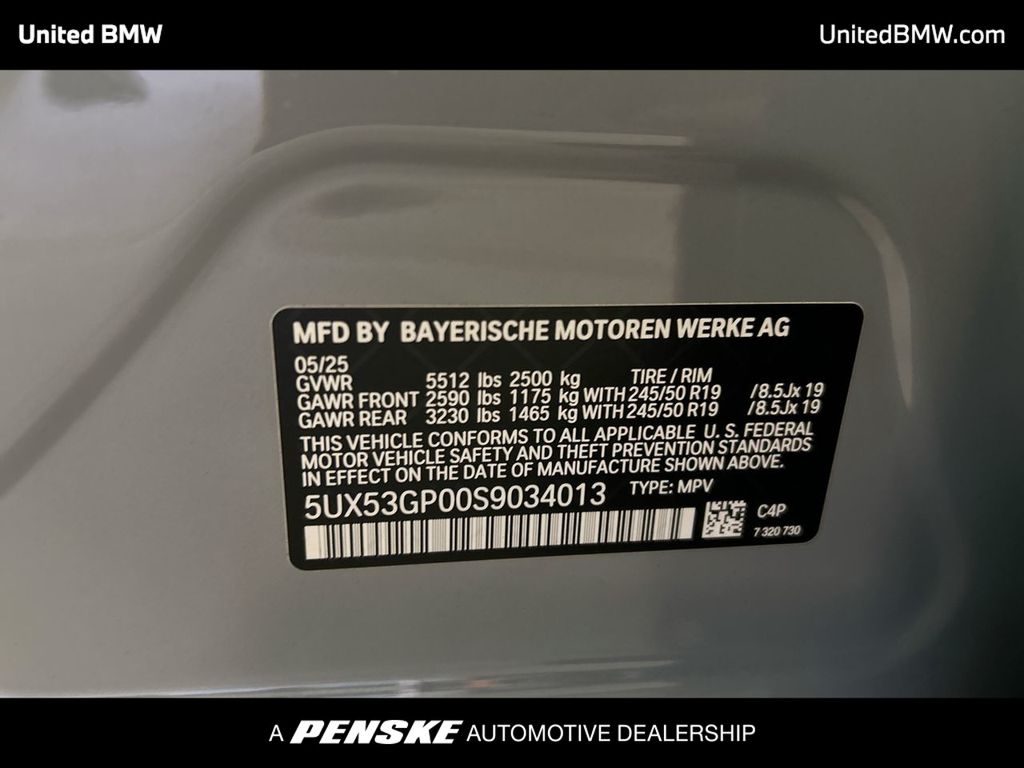 United BMW
UnitedBMW.com
MFD BY BAYERISCHE MOTOREN WERKE AG
05/25
GVWR 5512 lbs 2500 kg TIRE / RIM
GAWR FRONT 2590 lbs 1175 kg WITH 245/50 R19 /8.5Jx 19
GAWR REAR 3230 lbs 1465 kg WITH 245/50 R19 /8.5Jx 19
THIS VEHICLE CONFORMS TO ALL APPLICABLE U. S. FEDERAL
MOTOR VEHICLE SAFETY AND THEFT PREVENTION STANDARDS
IN EFFECT ON THE DATE OF MANUFACTURE SHOWN ABOVE.
5UX53GP00S9034013 TYPE: MPV
C4P
7 320 730
A PENSKE AUTOMOTIVE DEALERSHIP